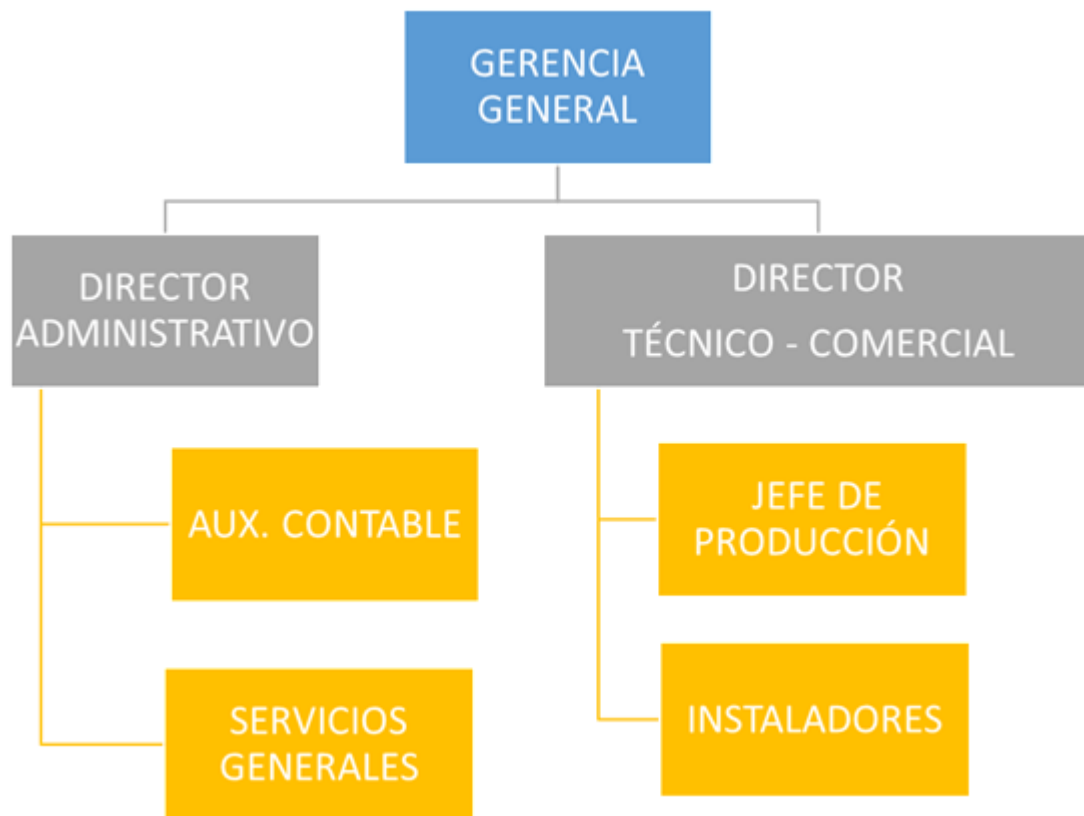 GERENCIA
GENERAL
DIRECTOR
ADMINISTRATIVO
DIRECTOR
TÉCNICO - COMERCIAL
AUX. CONTABLE
JEFE DE
PRODUCCIÓN
SERVICIOS
GENERALES
INSTALADORES